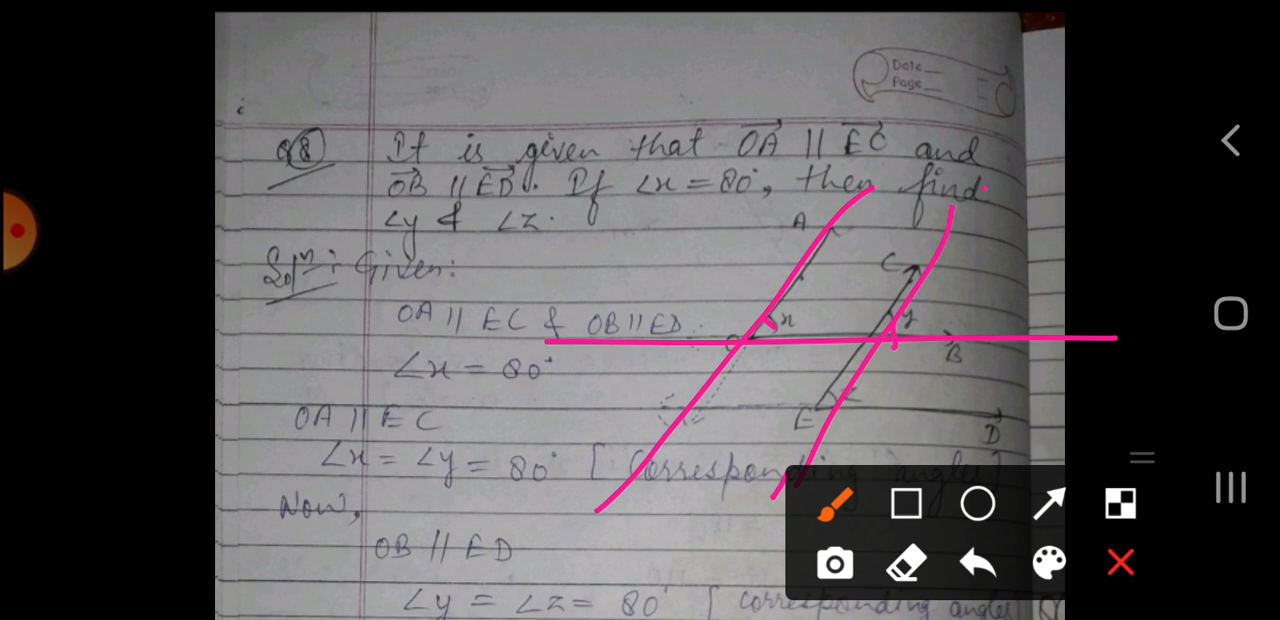 Date
Page
Q8 It is given that OA || EC and
OB || ED. If ∠x = 80°, then find
∠y & ∠z.
Solⁿ: Given:
OA || EC & OB || ED
∠x = 80°
OA || EC
∠x = ∠y = 80° [Corresponding angles]
Now,
OB || ED
∠y = ∠z = 80° [corresponding angles]
A
C
x
y
O
B
E
z
D